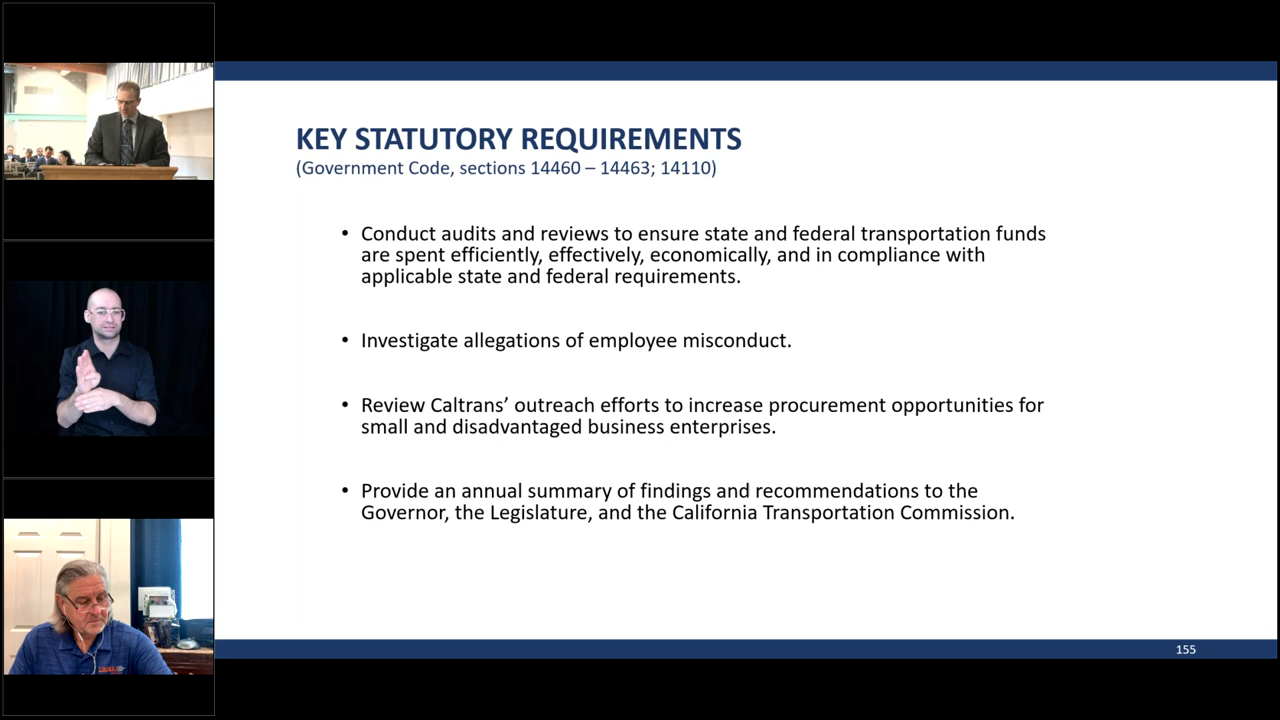 KEY STATUTORY REQUIREMENTS
(Government Code, sections 14460 – 14463; 14110)
• Conduct audits and reviews to ensure state and federal transportation funds
are spent efficiently, effectively, economically, and in compliance with
applicable state and federal requirements.
• Investigate allegations of employee misconduct.
• Review Caltrans’ outreach efforts to increase procurement opportunities for
small and disadvantaged business enterprises.
• Provide an annual summary of findings and recommendations to the
Governor, the Legislature, and the California Transportation Commission.
155